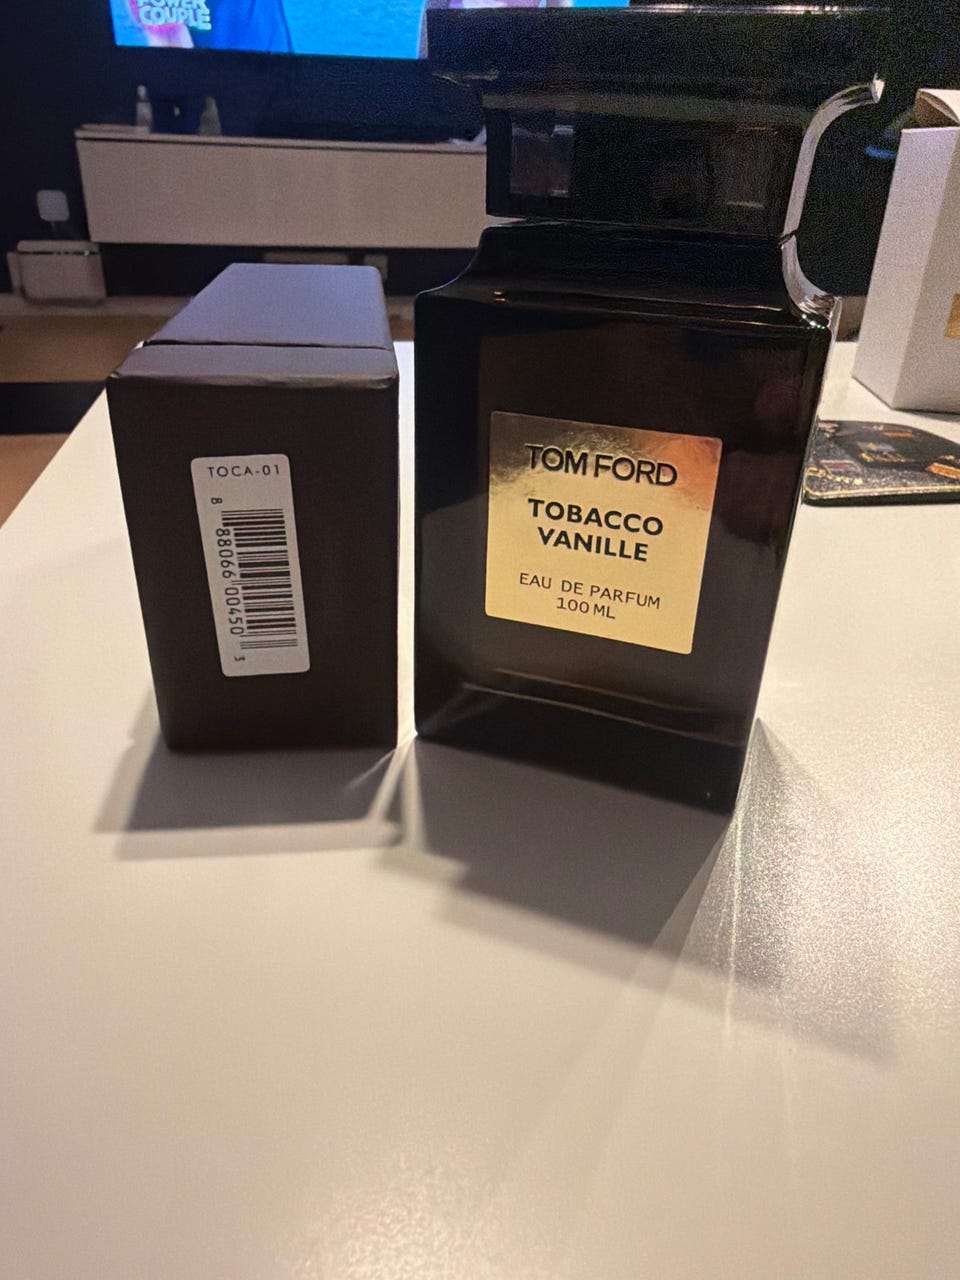 POWER
COUPLE
TOCA-01
8 88066 00450 3
TOM FORD
TOBACCO
VANILLE
EAU DE PARFUM
100 ML